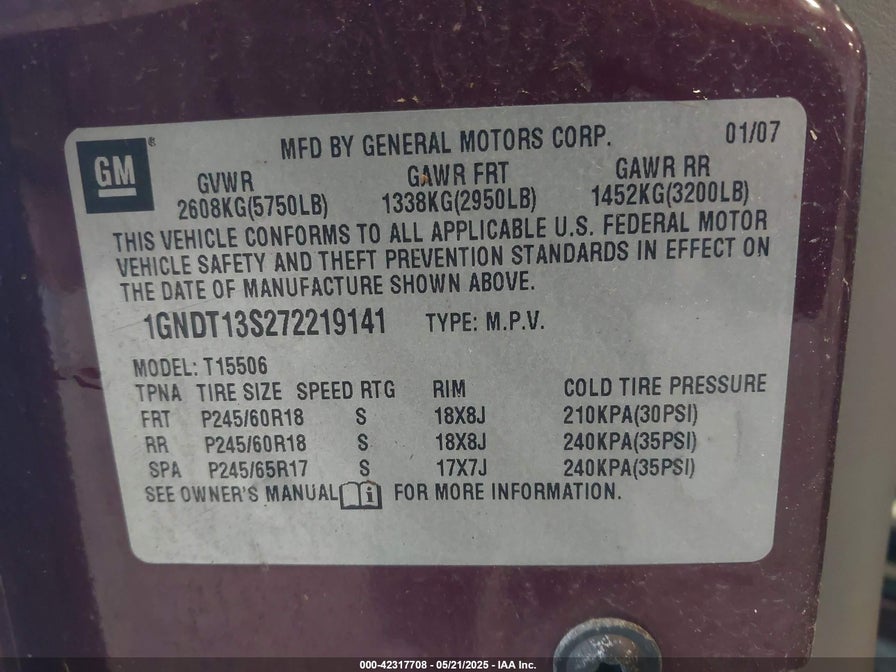 GM® MFD BY GENERAL MOTORS CORP. 01/07
GVWR GAWR FRT GAWR RR
2608KG(5750LB) 1338KG(2950LB) 1452KG(3200LB)
THIS VEHICLE CONFORMS TO ALL APPLICABLE U.S. FEDERAL MOTOR
VEHICLE SAFETY AND THEFT PREVENTION STANDARDS IN EFFECT ON
THE DATE OF MANUFACTURE SHOWN ABOVE.
1GNDT13S272219141 TYPE: M.P.V.
MODEL: T15506
TPNA TIRE SIZE SPEED RTG RIM COLD TIRE PRESSURE
FRT P245/60R18 S 18X8J 210KPA(30PSI)
RR P245/60R18 S 18X8J 240KPA(35PSI)
SPA P245/65R17 S 17X7J 240KPA(35PSI)
SEE OWNER'S MANUAL i FOR MORE INFORMATION.
000-42317708 - 05/21/2025 - IAA Inc.